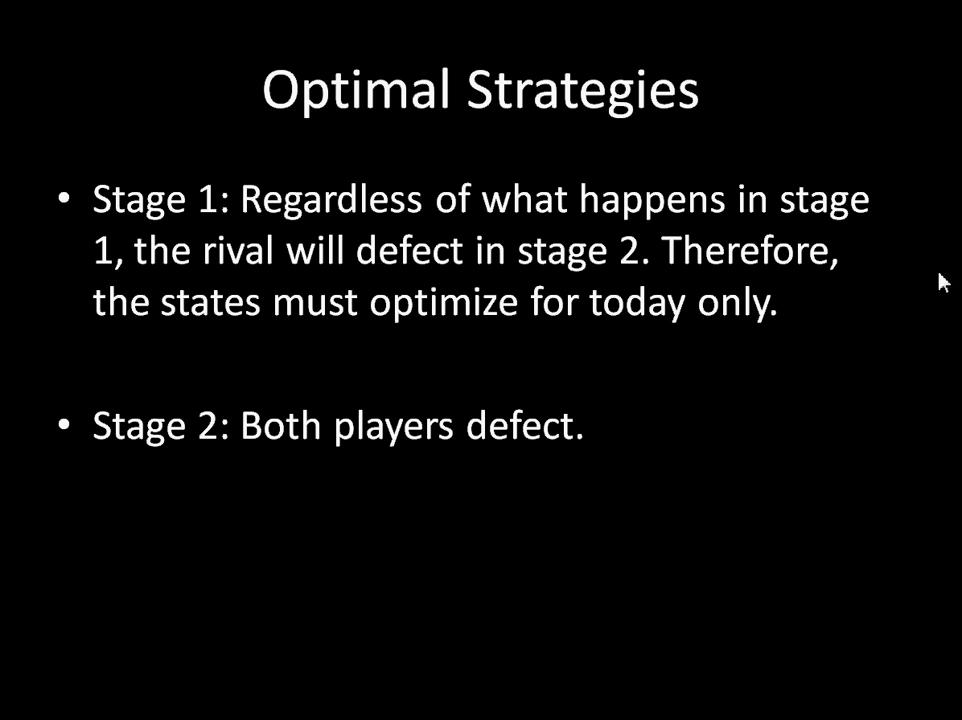 Optimal Strategies
• Stage 1: Regardless of what happens in stage
1, the rival will defect in stage 2. Therefore,
the states must optimize for today only.
• Stage 2: Both players defect.